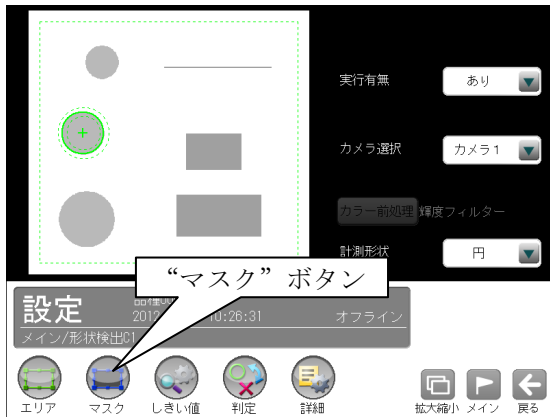 実行有無
あり
カメラ選択
カメラ1
カラー前処理 輝度フィルター
計測形状
円
“マスク”ボタン
設定
2012
10:26:31
オフライン
メイン/形状検出C1
エリア
マスク
しきい値
判定
詳細
拡大縮小
メイン
戻る